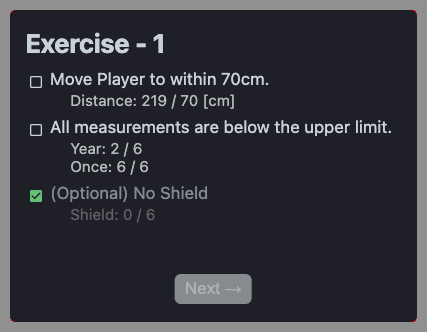 Exercise - 1
Move Player to within 70cm.
Distance: 219 / 70 [cm]
All measurements are below the upper limit.
Year: 2 / 6
Once: 6 / 6
(Optional) No Shield
Shield: 0 / 6
Next →